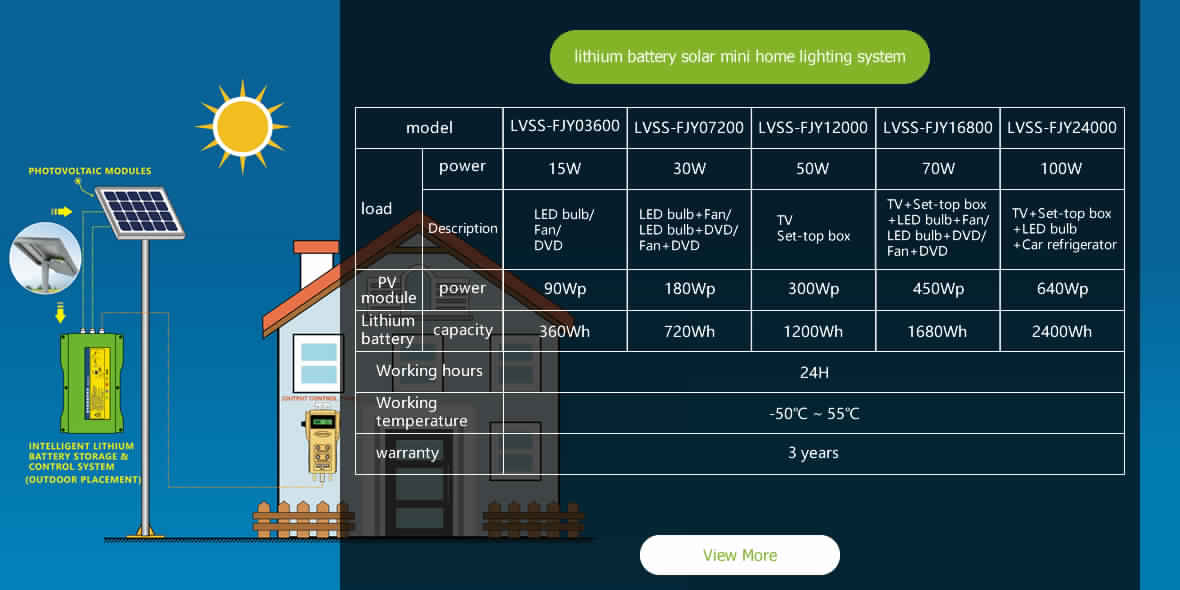 lithium battery solar mini home lighting system
PHOTOVOLTAIC MODULES
INTELLIGENT LITHIUM
BATTERY STORAGE &
CONTROL SYSTEM
(OUTDOOR PLACEMENT)
OUTPUT CONTROL
model LVSS-FJY03600 LVSS-FJY07200 LVSS-FJY12000 LVSS-FJY16800 LVSS-FJY24000
load
power 15W 30W 50W 70W 100W
Description
LED bulb/
Fan/
DVD
LED bulb+Fan/
LED bulb+DVD/
Fan+DVD
TV
Set-top box
TV+Set-top box
+LED bulb+Fan/
LED bulb+DVD/
Fan+DVD
TV+Set-top box
+LED bulb
+Car refrigerator
PV
module
power 90Wp 180Wp 300Wp 450Wp 640Wp
Lithium
battery
capacity 360Wh 720Wh 1200Wh 1680Wh 2400Wh
Working hours 24H
Working
temperature
-50℃ ~ 55℃
warranty 3 years
View More